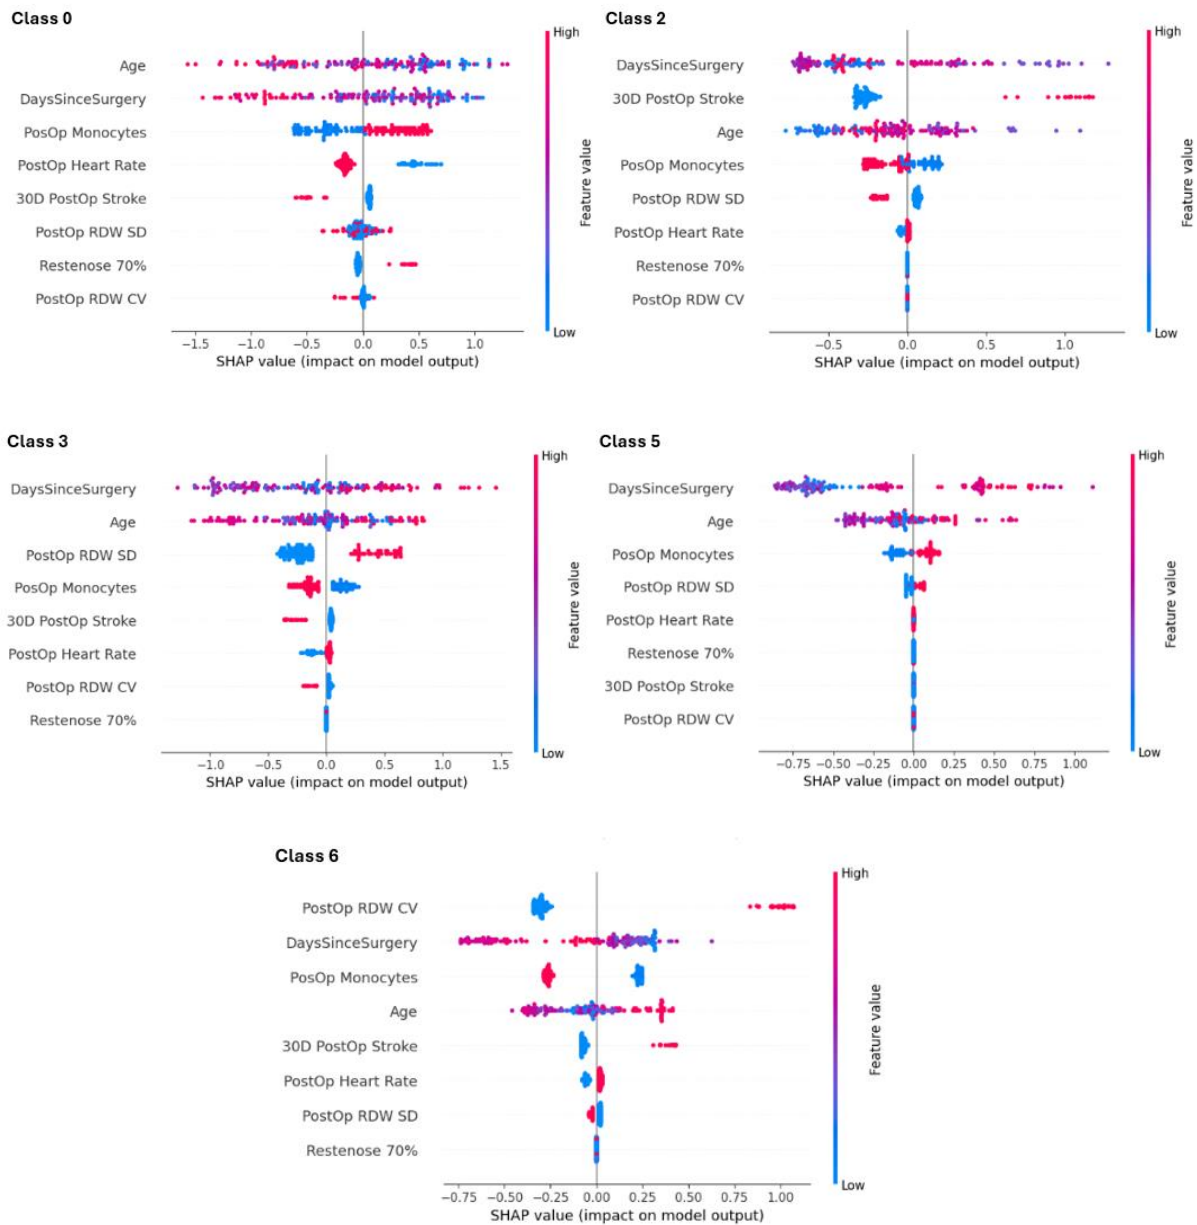 Class 0
High
Age
DaysSinceSurgery
PosOp Monocytes
PostOp Heart Rate
30D PostOp Stroke
PostOp RDW SD
Restenose 70%
PostOp RDW CV
Feature value
Low
−1.5 −1.0 −0.5 0.0 0.5 1.0
SHAP value (impact on model output)
Class 2
High
DaysSinceSurgery
30D PostOp Stroke
Age
PosOp Monocytes
PostOp RDW SD
PostOp Heart Rate
Restenose 70%
PostOp RDW CV
Feature value
Low
−0.5 0.0 0.5 1.0
SHAP value (impact on model output)
Class 3
High
DaysSinceSurgery
Age
PostOp RDW SD
PosOp Monocytes
30D PostOp Stroke
PostOp Heart Rate
PostOp RDW CV
Restenose 70%
Feature value
Low
−1.0 −0.5 0.0 0.5 1.0 1.5
SHAP value (impact on model output)
Class 5
High
DaysSinceSurgery
Age
PosOp Monocytes
PostOp RDW SD
PostOp Heart Rate
Restenose 70%
30D PostOp Stroke
PostOp RDW CV
Feature value
Low
−0.75 −0.50 −0.25 0.00 0.25 0.50 0.75 1.00
SHAP value (impact on model output)
Class 6
High
PostOp RDW CV
DaysSinceSurgery
PosOp Monocytes
Age
30D PostOp Stroke
PostOp Heart Rate
PostOp RDW SD
Restenose 70%
Feature value
Low
−0.75 −0.50 −0.25 0.00 0.25 0.50 0.75 1.00
SHAP value (impact on model output)